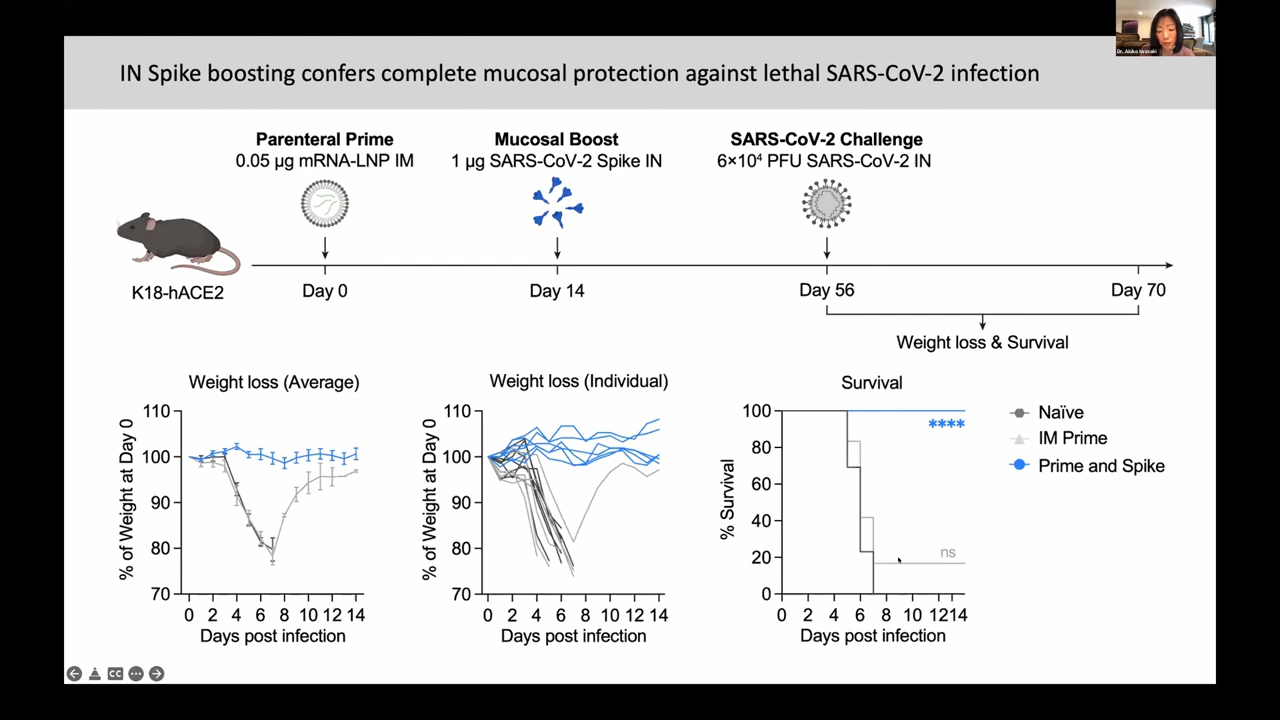 Dr. Akiko Iwasaki
IN Spike boosting confers complete mucosal protection against lethal SARS-CoV-2 infection
Parenteral Prime
0.05 µg mRNA-LNP IM
Mucosal Boost
1 µg SARS-CoV-2 Spike IN
SARS-CoV-2 Challenge
6×10⁴ PFU SARS-CoV-2 IN
K18-hACE2
Day 0
Day 14
Day 56
Day 70
Weight loss & Survival
Weight loss (Average)
% of Weight at Day 0
110
100
90
80
70
0 2 4 6 8 10 12 14
Days post infection
Weight loss (Individual)
% of Weight at Day 0
110
100
90
80
70
0 2 4 6 8 10 12 14
Days post infection
Survival
% Survival
100
80
60
40
20
0
0 2 4 6 8 10 12 14
Days post infection
****
ns
Naïve
IM Prime
Prime and Spike
CC